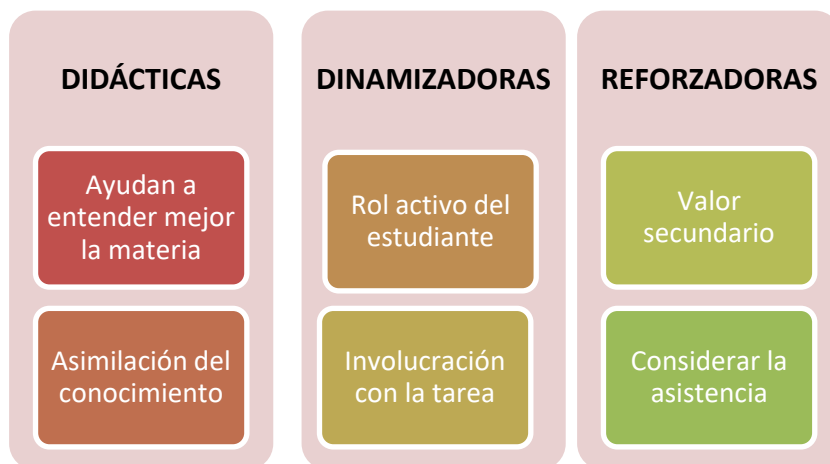 DIDÁCTICAS
Ayudan a
entender mejor
la materia
Asimilación del
conocimiento
DINAMIZADORAS
Rol activo del
estudiante
Involucración
con la tarea
REFORZADORAS
Valor
secundario
Considerar la
asistencia